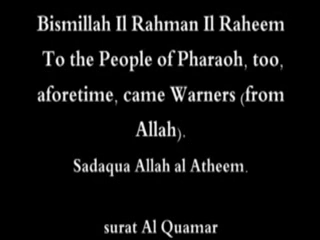 Bismillah Il Rahman Il Raheem
To the People of Pharaoh, too,
aforetime, came Warners (from
Allah).
Sadaqua Allah al Atheem.
surat Al Quamar